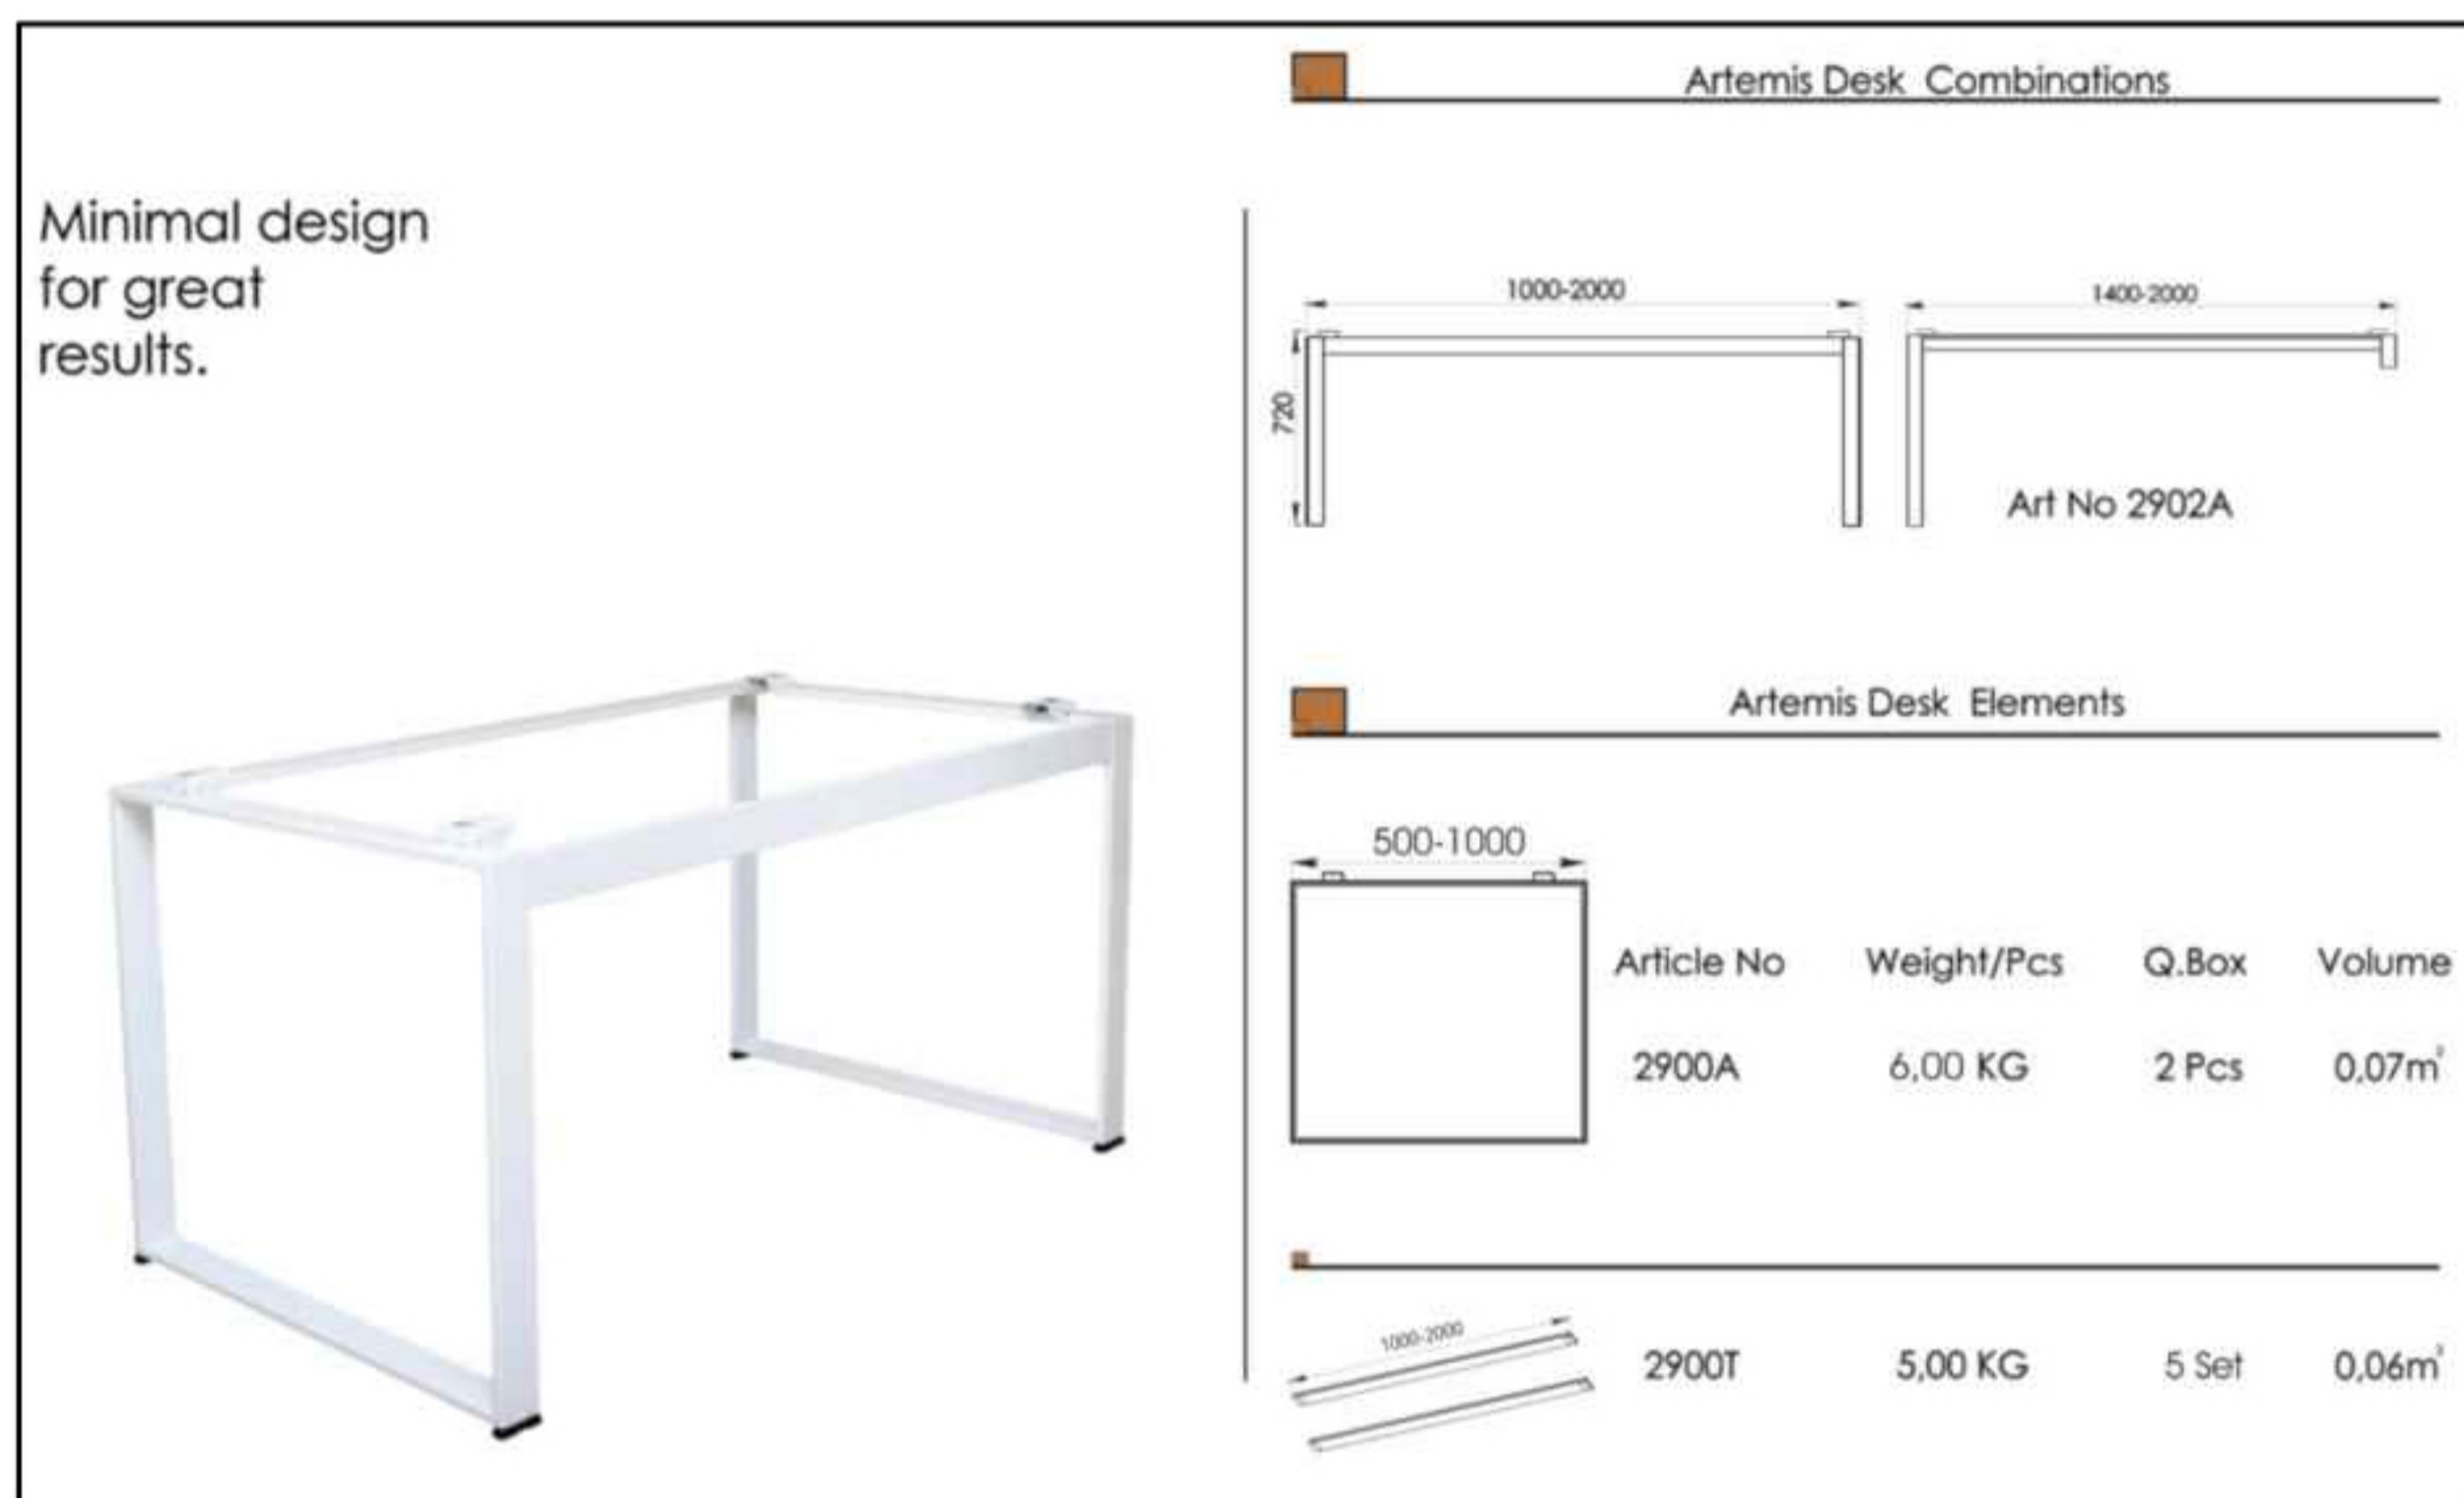 Minimal design
for great
results.
Artemis Desk Combinations
1000-2000
1400-2000
720
Art No 2902A
Artemis Desk Elements
500-1000
Article No Weight/Pcs Q.Box Volume
2900A 6,00 KG 2 Pcs 0,07m³
1000-2000
2900T 5,00 KG 5 Set 0,06m³